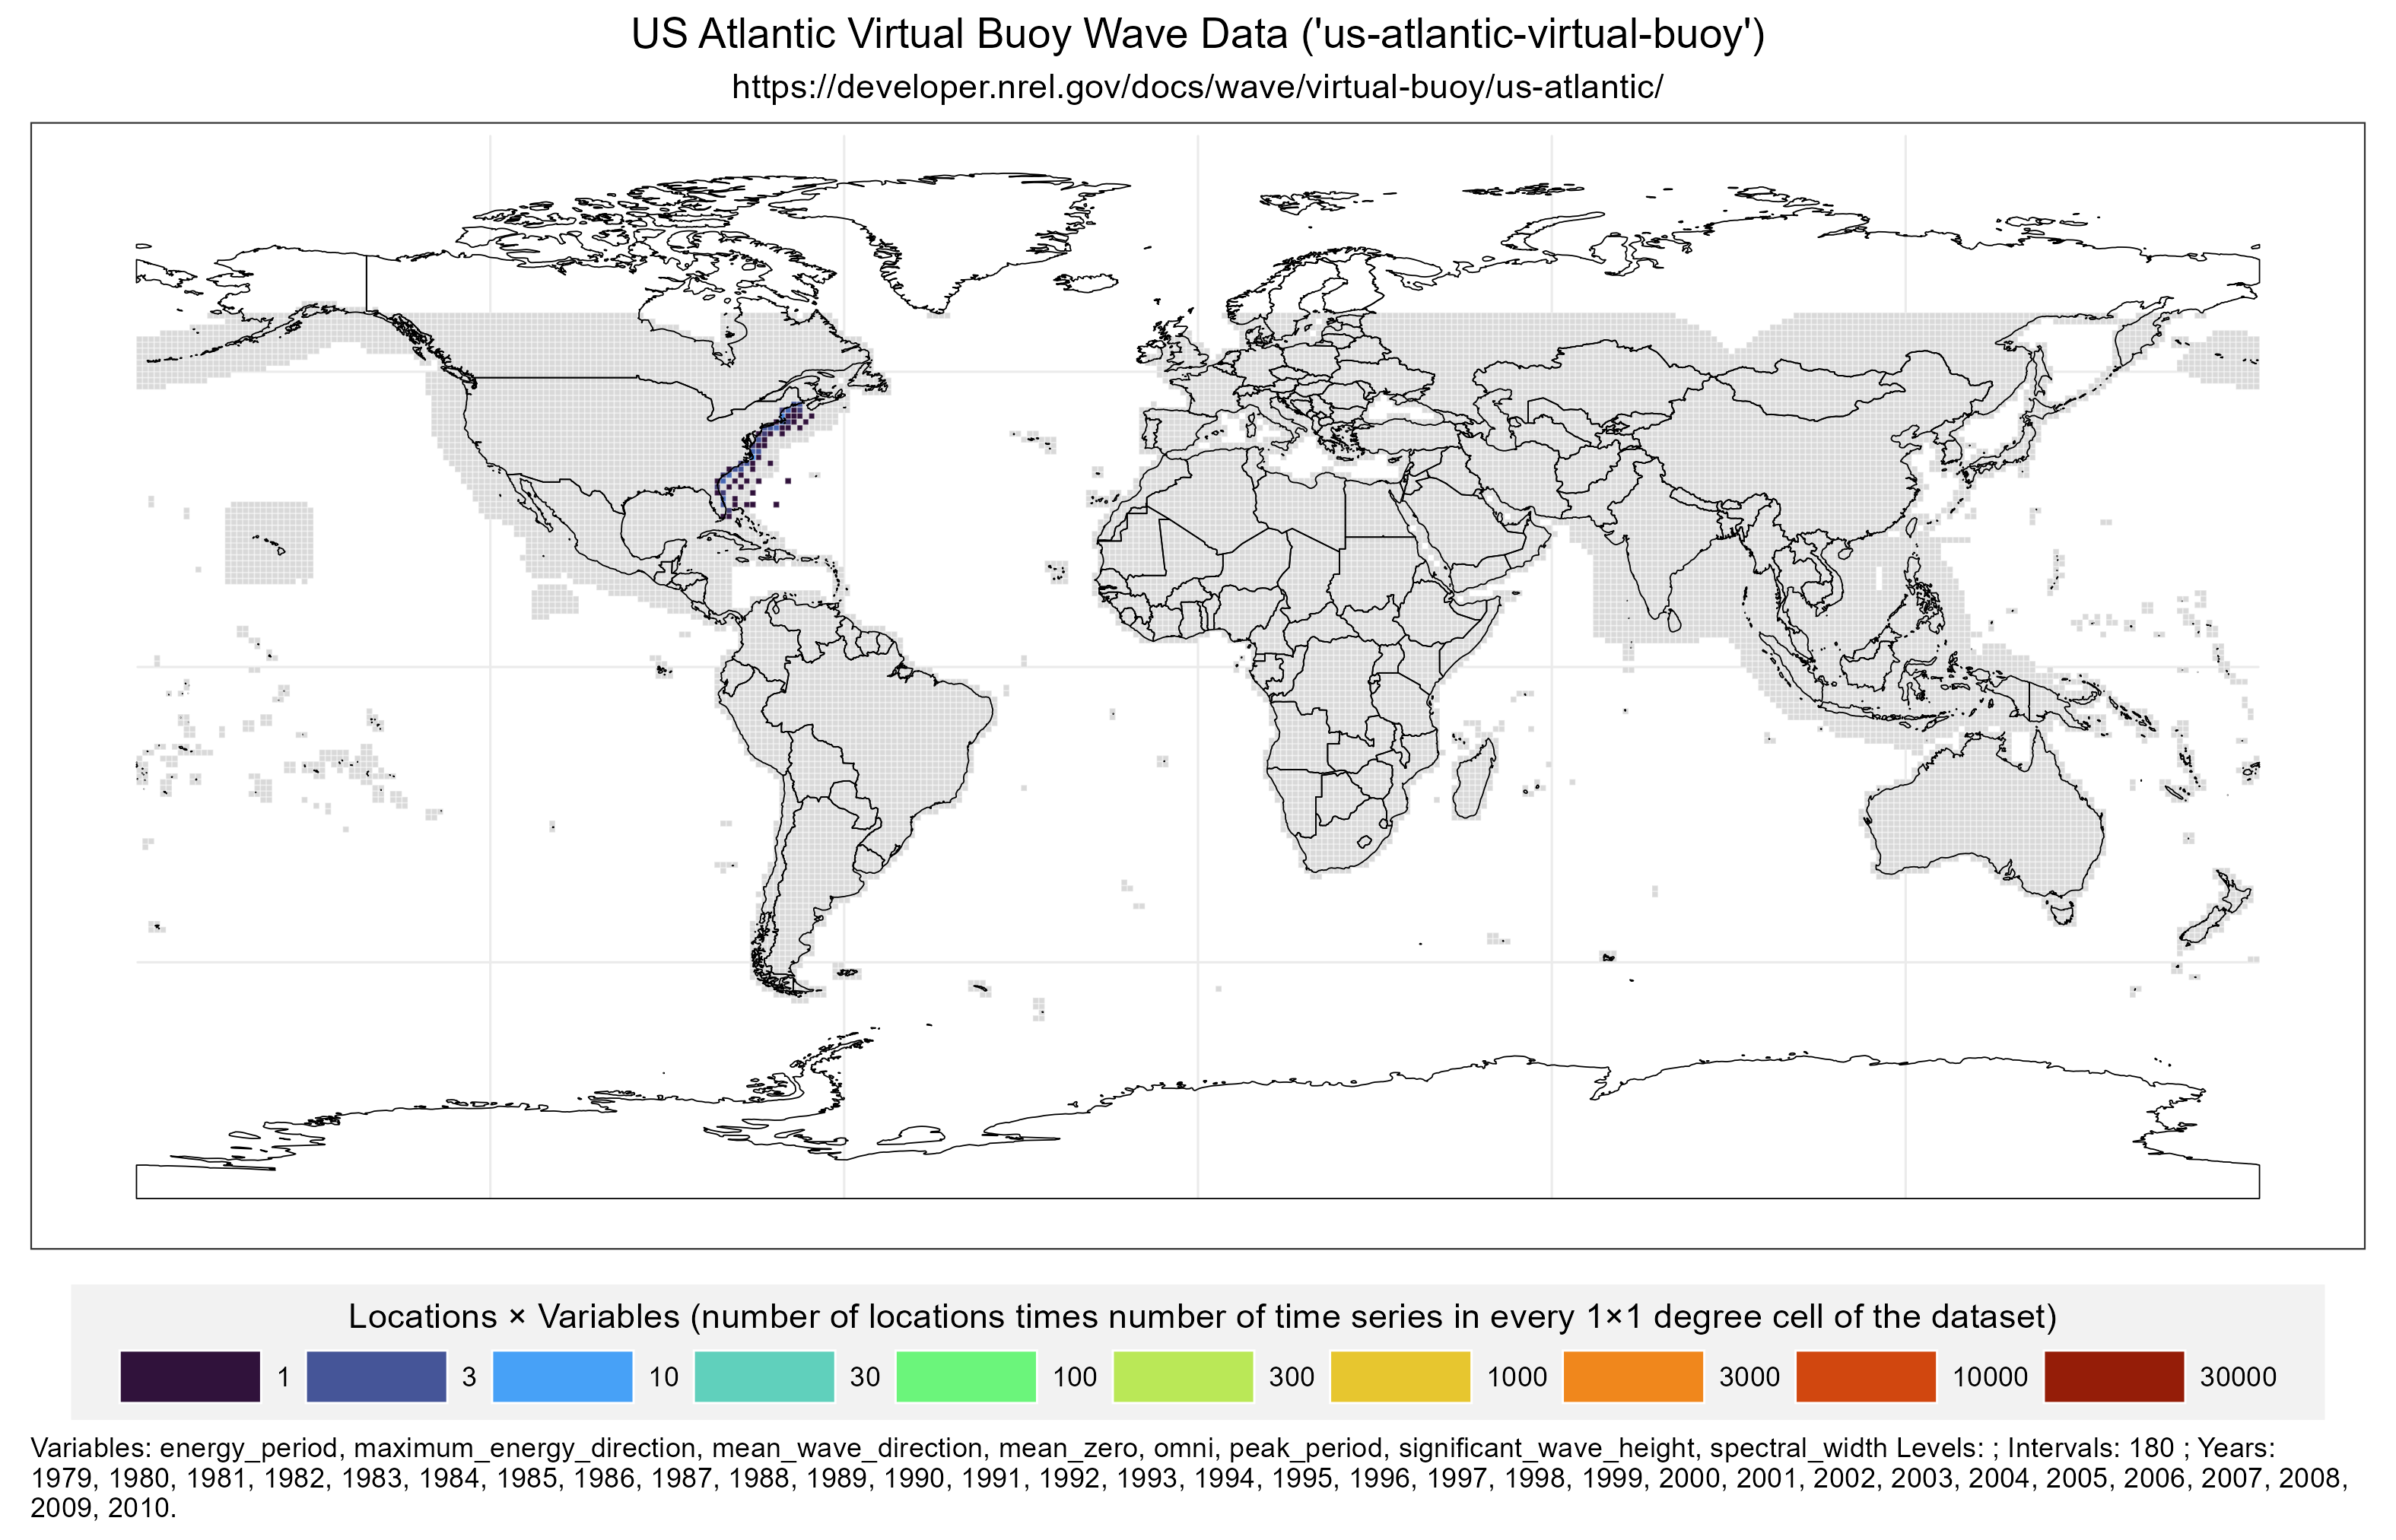 US Atlantic Virtual Buoy Wave Data ('us-atlantic-virtual-buoy')
https://developer.nrel.gov/docs/wave/virtual-buoy/us-atlantic/
Locations × Variables (number of locations times number of time series in every 1×1 degree cell of the dataset)
1 3 10 30 100 300 1000 3000 10000 30000
Variables: energy_period, maximum_energy_direction, mean_wave_direction, mean_zero, omni, peak_period, significant_wave_height, spectral_width Levels: ; Intervals: 180 ; Years:
1979, 1980, 1981, 1982, 1983, 1984, 1985, 1986, 1987, 1988, 1989, 1990, 1991, 1992, 1993, 1994, 1995, 1996, 1997, 1998, 1999, 2000, 2001, 2002, 2003, 2004, 2005, 2006, 2007, 2008,
2009, 2010.